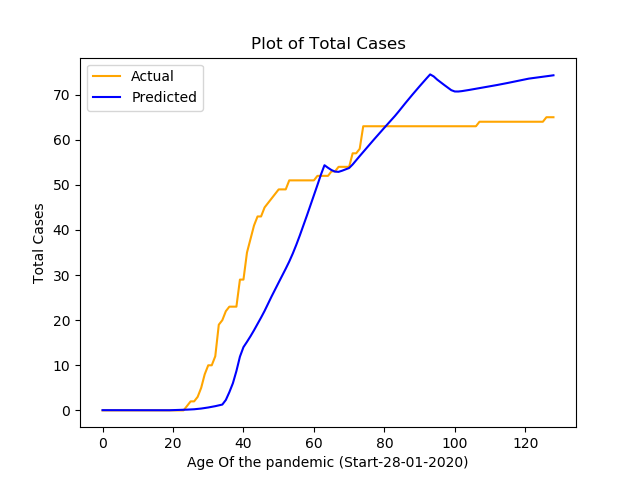 Plot of Total Cases
Actual
Predicted
70
60
50
40
30
20
10
0
Total Cases
0 20 40 60 80 100 120
Age Of the pandemic (Start-28-01-2020)